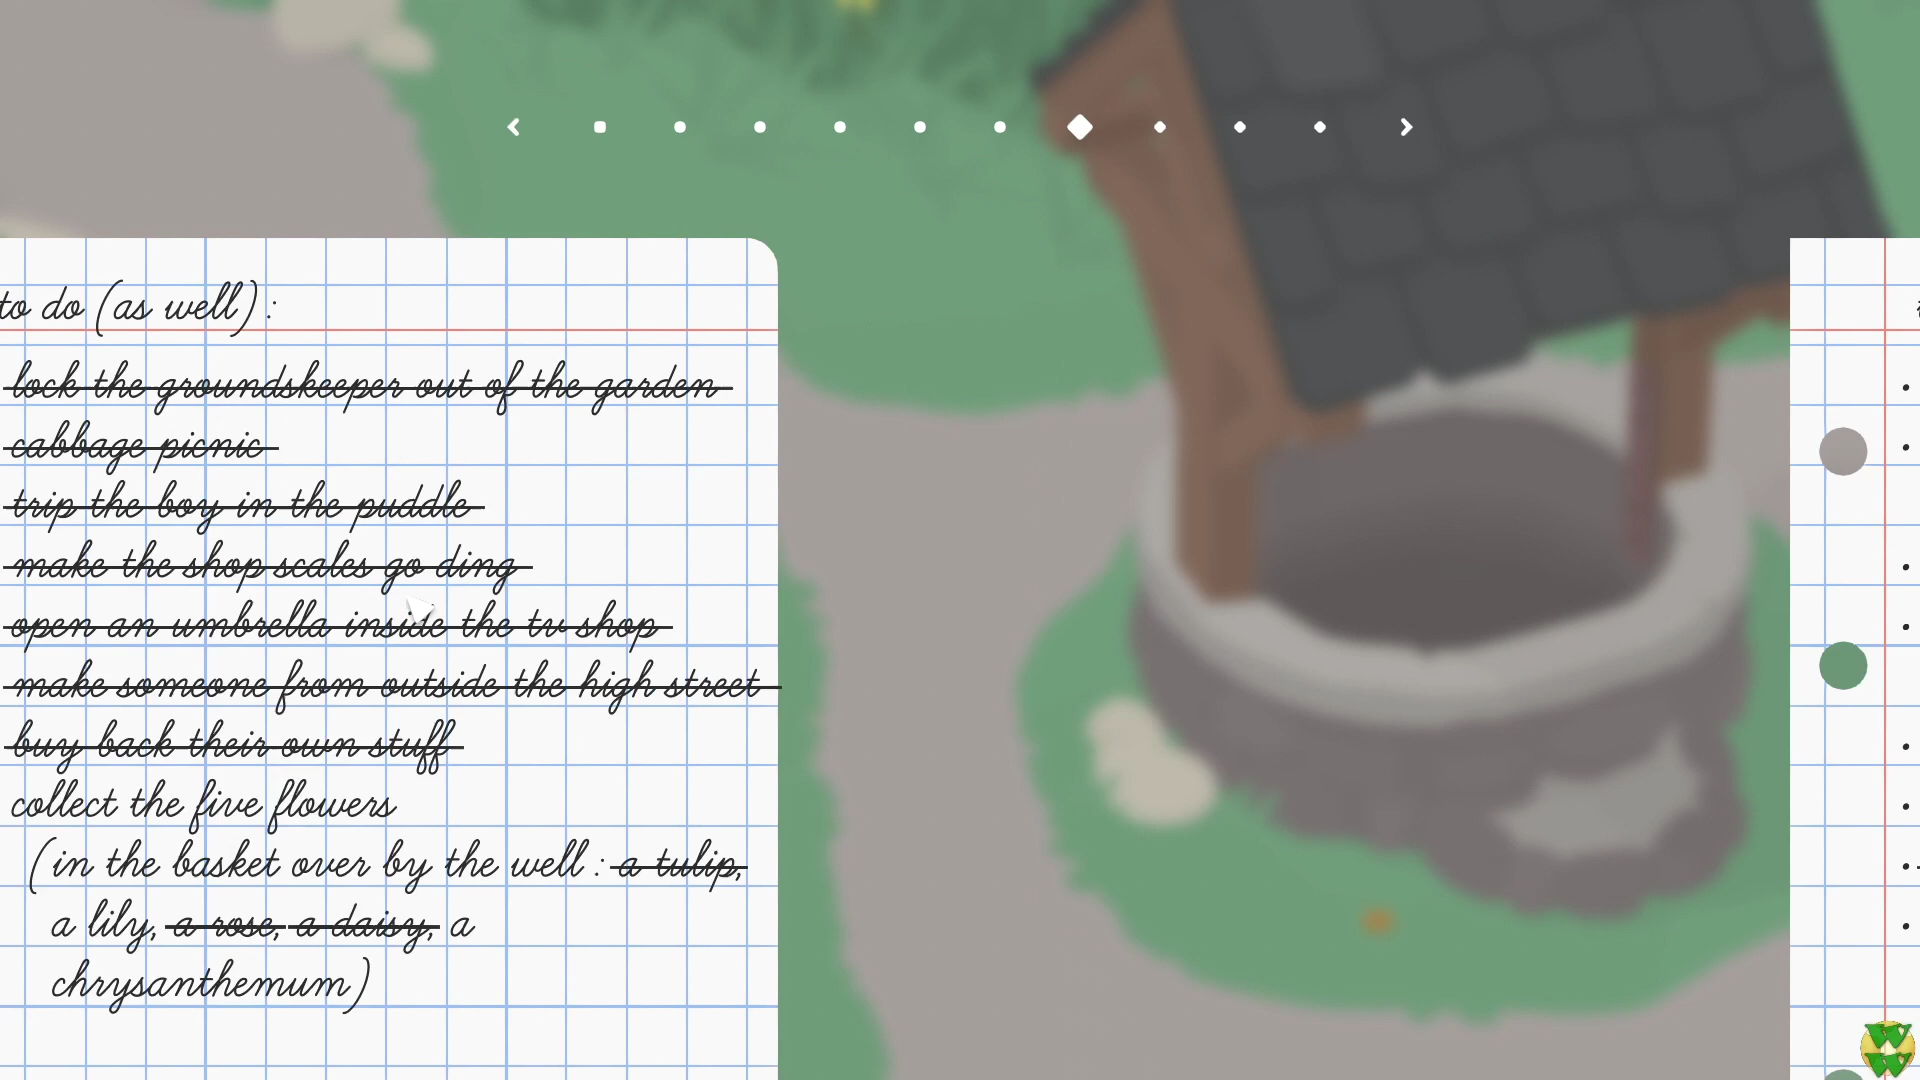 to do (as well):
lock the groundskeeper out of the garden
cabbage picnic
trip the boy in the puddle
make the shop scales go ding
open an umbrella inside the tv shop
make someone from outside the high street
buy back their own stuff
collect the five flowers
(in the basket over by the well: a tulip,
a lily, a rose, a daisy, a
chrysanthemum)